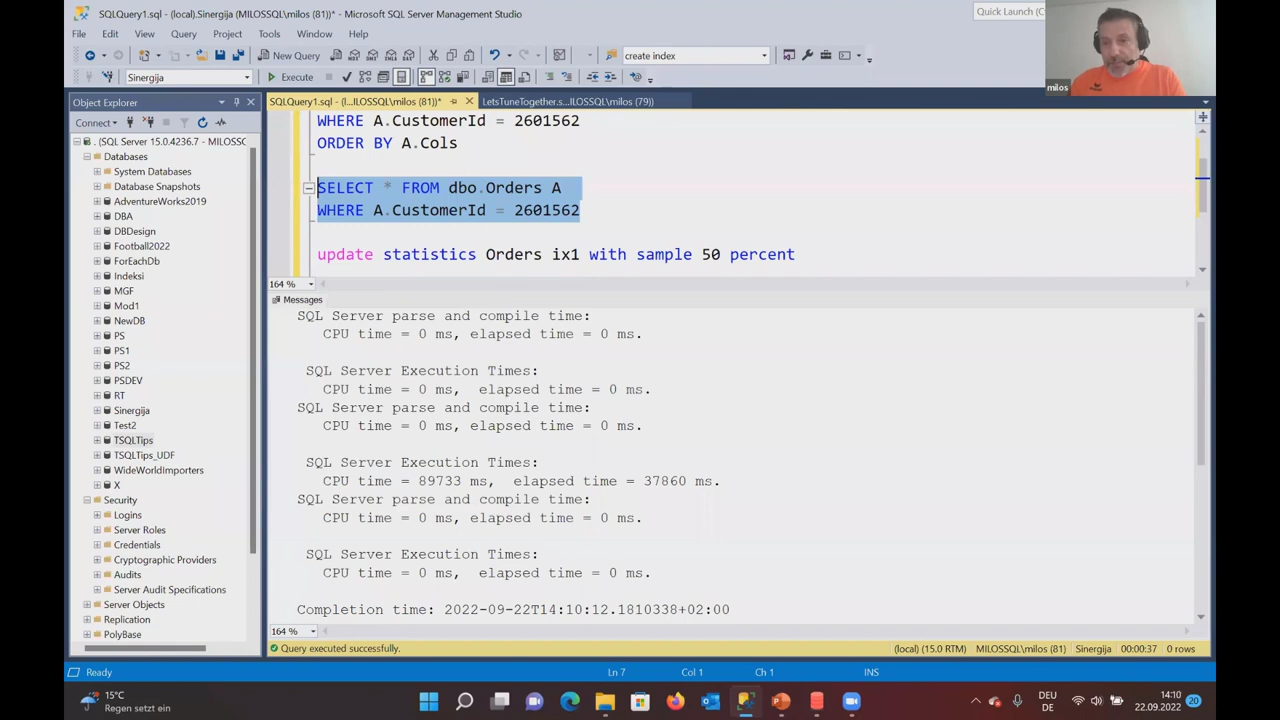 SQLQuery1.sql - (local).Sinergija (MILOSSQL\milos (81))* - Microsoft SQL Server Management Studio
Quick Launch (C
File Edit View Query Project Tools Window Help
New Query
create index
Sinergija
Execute
milos
Object Explorer
SQLQuery1.sql - (l...ILOSSQL\milos (81))*
LetsTuneTogether.s...ILOSSQL\milos (79))
Connect
. (SQL Server 15.0.4236.7 - MILOSSC
Databases
System Databases
Database Snapshots
AdventureWorks2019
DBA
DBDesign
Football2022
ForEachDb
Indeksi
MGF
Mod1
NewDB
PS
PS1
PS2
PSDEV
RT
Sinergija
Test2
TSQLTips
TSQLTips_UDF
WideWorldImporters
X
Security
Logins
Server Roles
Credentials
Cryptographic Providers
Audits
Server Audit Specifications
Server Objects
Replication
PolyBase
WHERE A.CustomerId = 2601562
ORDER BY A.Cols
SELECT * FROM dbo.Orders A
WHERE A.CustomerId = 2601562
update statistics Orders ix1 with sample 50 percent
164 %
Messages
SQL Server parse and compile time:
CPU time = 0 ms, elapsed time = 0 ms.
SQL Server Execution Times:
CPU time = 0 ms, elapsed time = 0 ms.
SQL Server parse and compile time:
CPU time = 0 ms, elapsed time = 0 ms.
SQL Server Execution Times:
CPU time = 89733 ms, elapsed time = 37860 ms.
SQL Server parse and compile time:
CPU time = 0 ms, elapsed time = 0 ms.
SQL Server Execution Times:
CPU time = 0 ms, elapsed time = 0 ms.
Completion time: 2022-09-22T14:10:12.1810338+02:00
164 %
Query executed successfully.
(local) (15.0 RTM) MILOSSQL\milos (81) Sinergija 00:00:37 0 rows
Ready
Ln 7 Col 1 Ch 1 INS
15°C
Regen setzt ein
DEU
DE
14:10
22.09.2022
20